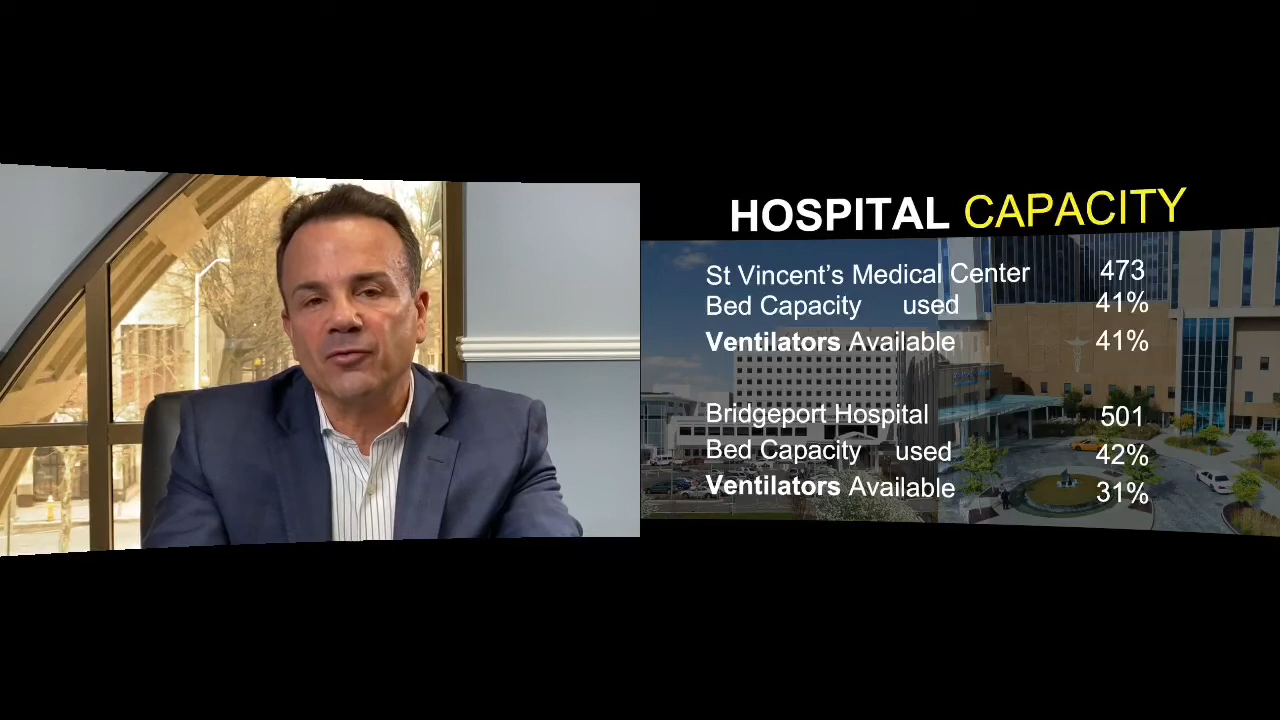 HOSPITAL CAPACITY
St Vincent's Medical Center 473
Bed Capacity used 41%
Ventilators Available 41%
Bridgeport Hospital 501
Bed Capacity used 42%
Ventilators Available 31%